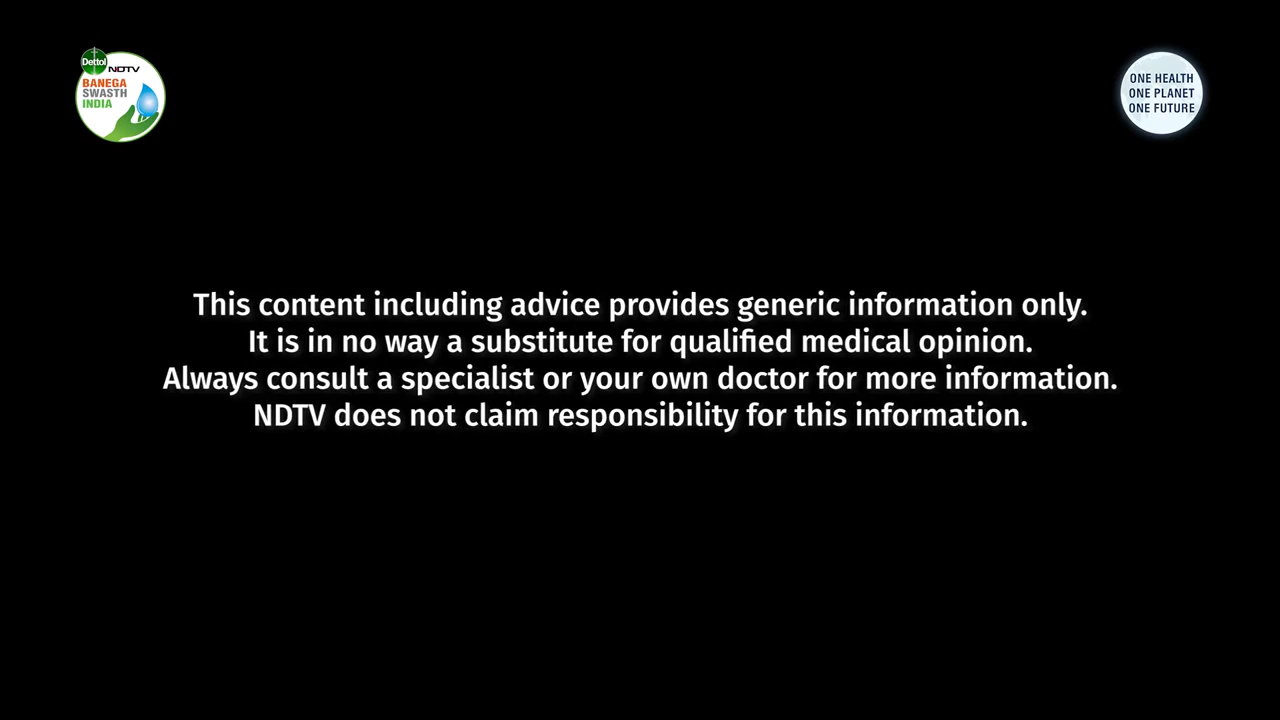 Dettol
NDTV
BANEGA
SWASTH
INDIA
ONE HEALTH
ONE PLANET
ONE FUTURE
This content including advice provides generic information only.
It is in no way a substitute for qualified medical opinion.
Always consult a specialist or your own doctor for more information.
NDTV does not claim responsibility for this information.